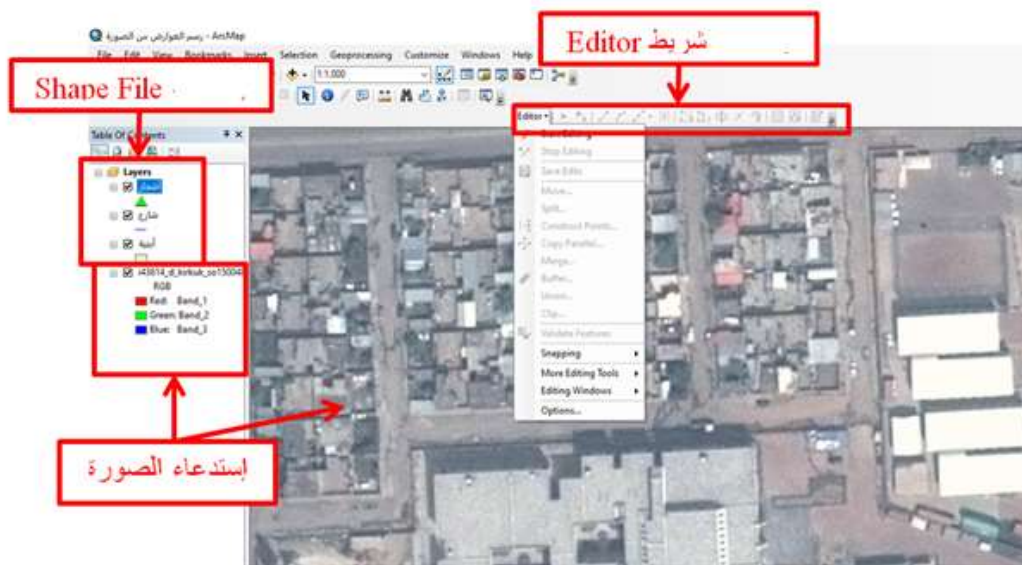 رسم العوارض من الصورة - ArcMap
File Edit View Bookmarks Insert Selection Geoprocessing Customize Windows Help
شريط Editor
1:1,000
Shape File
Editor
Table Of Contents
Start Editing
Stop Editing
Save Edits
Move...
Split...
Construct Points...
Copy Parallel...
Merge...
Buffer...
Union...
Clip...
Validate Features
Snapping
More Editing Tools
Editing Windows
Options...
Layers
اشجار
شارع
أبنية
RGB
Red: Band_1
Green: Band_2
Blue: Band_3
إستدعاء الصورة